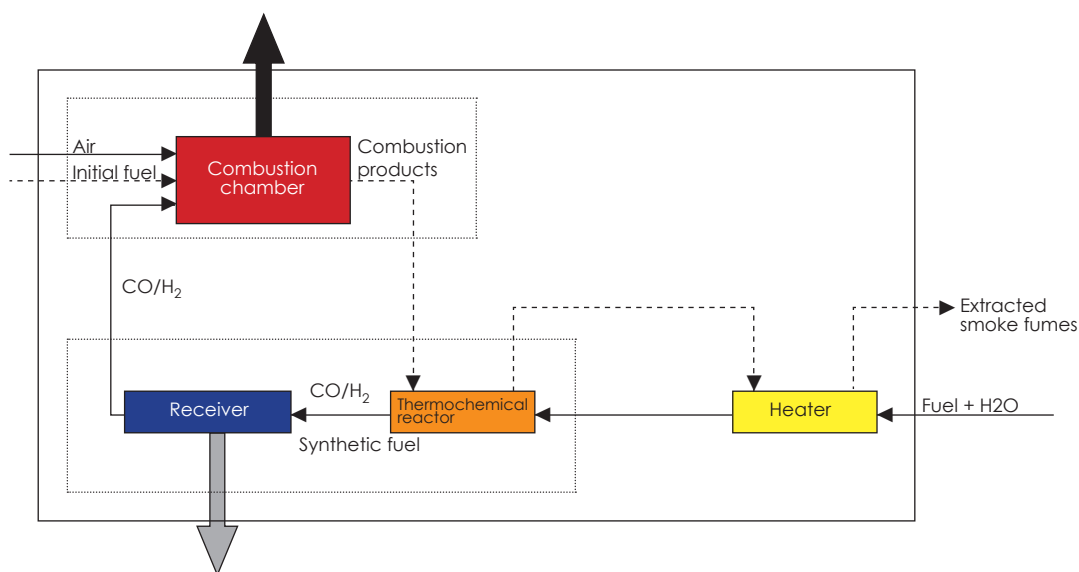 Air
Initial fuel
Combustion
chamber
Combustion
products
CO/H₂
Extracted
smoke fumes
Receiver
CO/H₂
Synthetic fuel
Thermochemical
reactor
Heater
Fuel + H2O